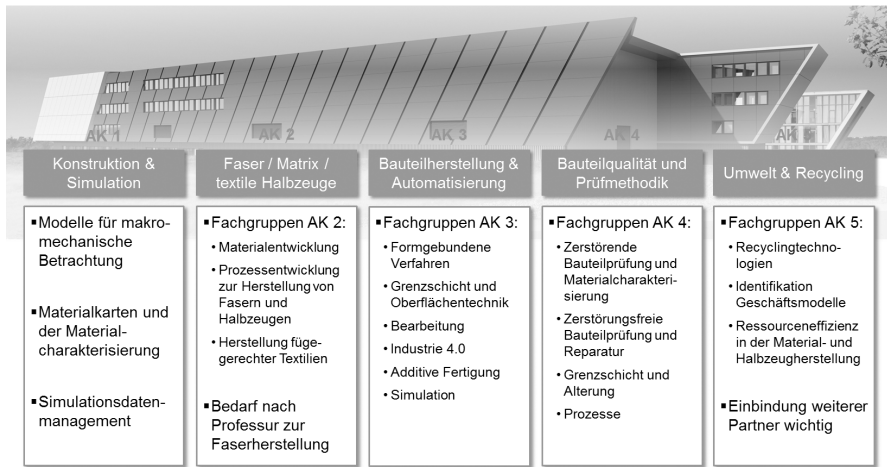 AK 1
AK 2
AK 3
AK 4
AK 5
Konstruktion &
Simulation
Faser / Matrix /
textile Halbzeuge
Bauteilherstellung &
Automatisierung
Bauteilqualität und
Prüfmethodik
Umwelt & Recycling
▪Modelle für makro-
mechanische
Betrachtung
▪Materialkarten und
der Material-
charakterisierung
▪Simulationsdaten-
management
▪Fachgruppen AK 2:
• Materialentwicklung
• Prozessentwicklung
zur Herstellung von
Fasern und
Halbzeugen
• Herstellung füge-
gerechter Textilien
▪Bedarf nach
Professur zur
Faserherstellung
▪Fachgruppen AK 3:
• Formgebundene
Verfahren
• Grenzschicht und
Oberflächentechnik
• Bearbeitung
• Industrie 4.0
• Additive Fertigung
• Simulation
▪Fachgruppen AK 4:
• Zerstörende
Bauteilprüfung und
Materialcharakteri-
sierung
• Zerstörungsfreie
Bauteilprüfung und
Reparatur
• Grenzschicht und
Alterung
• Prozesse
▪Fachgruppen AK 5:
• Recyclingtechno-
logien
• Identifikation
Geschäftsmodelle
• Ressourceneffizienz
in der Material- und
Halbzeugherstellung
▪Einbindung weiterer
Partner wichtig